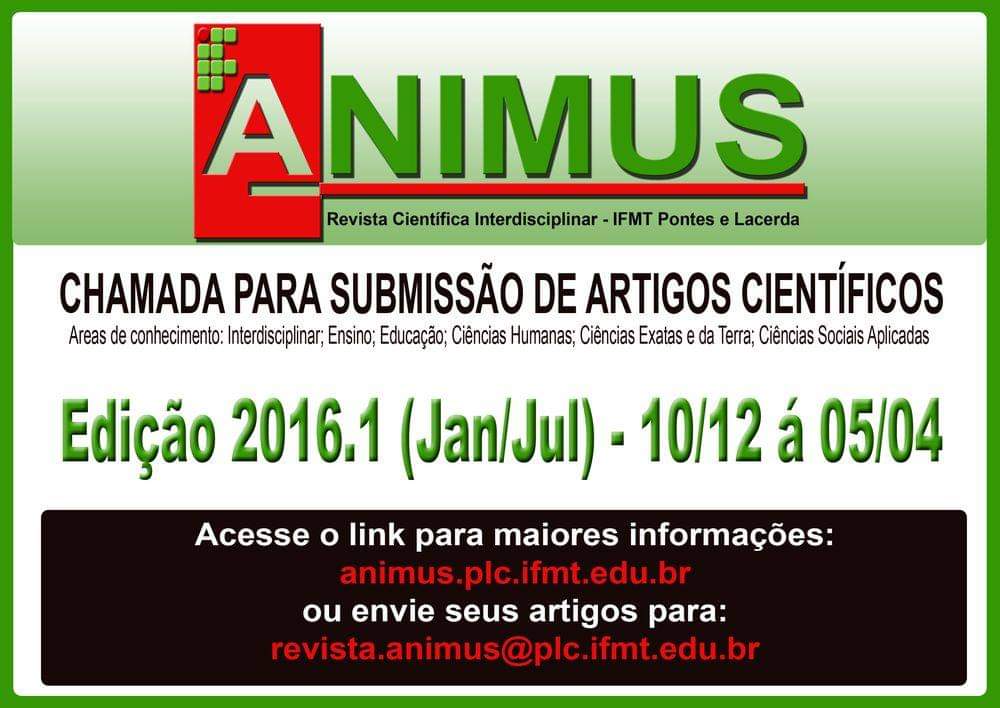 ANIMUS
Revista Científica Interdisciplinar - IFMT Pontes e Lacerda
CHAMADA PARA SUBMISSÃO DE ARTIGOS CIENTÍFICOS
Areas de conhecimento: Interdisciplinar; Ensino; Educação; Ciências Humanas; Ciências Exatas e da Terra; Ciências Sociais Aplicadas
Edição 2016.1 (Jan/Jul) - 10/12 á 05/04
Acesse o link para maiores informações:
animus.plc.ifmt.edu.br
ou envie seus artigos para:
revista.animus@plc.ifmt.edu.br